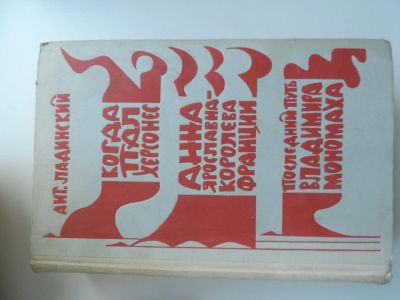 АНТ. ЛАДИНСКИЙ
КОГДА
ПАЛ
ХЕРСОНЕС
АННА
ЯРОСЛАВНА-
КОРОЛЕВА
ФРАНЦИИ
ПОСЛЕДНИЙ ПУТЬ
ВЛАДИМИРА
МОНОМАХА